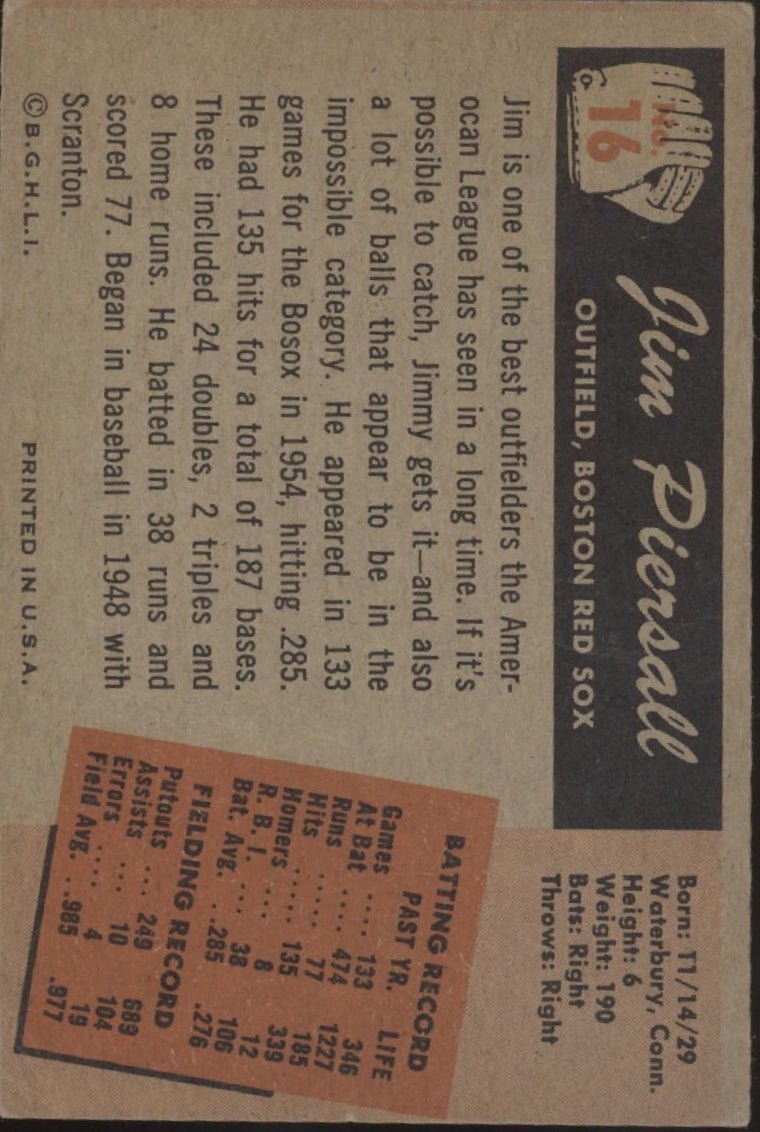 No.
16
Jim Piersall
OUTFIELD, BOSTON RED SOX
Born: 11/14/29
Waterbury, Conn.
Height: 6
Weight: 190
Bats: Right
Throws: Right
Jim is one of the best outfielders the Amer-
ocan League has seen in a long time. If it's
possible to catch, Jimmy gets it—and also
a lot of balls that appear to be in the
impossible category. He appeared in 133
games for the Bosox in 1954, hitting .285.
He had 135 hits for a total of 187 bases.
These included 24 doubles, 2 triples and
8 home runs. He batted in 38 runs and
scored 77. Began in baseball in 1948 with
Scranton.
BATTING RECORD
PAST YR. LIFE
Games .... 133 346
At Bat .... 474 1227
Runs ..... 77 185
Hits ..... 135 339
Homers .... 8 12
R. B. I. ... 38 106
Bat. Avg. ..285 .276
FIELDING RECORD
Putouts ... 249 689
Assists ... 10 104
Errors .... 4 19
Field Avg. ..985 .977
© B.G.H.L.I. PRINTED IN U.S.A.